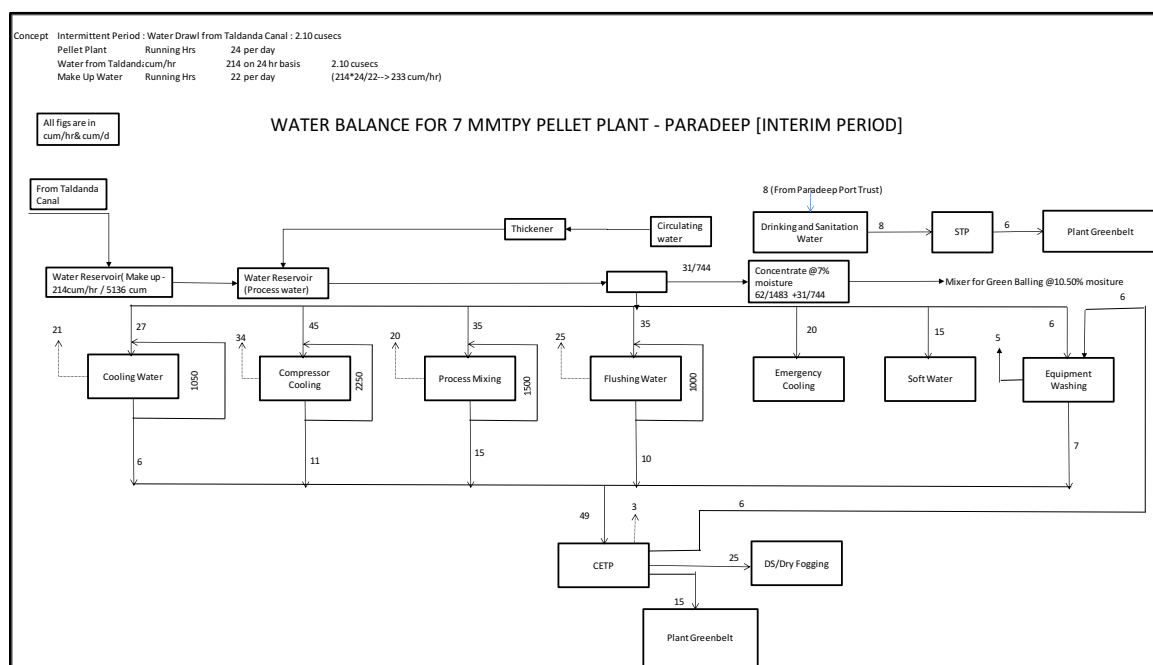 Concept Intermittent Period : Water Drawl from Taldanda Canal : 2.10 cusecs
Pellet Plant Running Hrs 24 per day
Water from Taldanda cum/hr 214 on 24 hr basis 2.10 cusecs
Make Up Water Running Hrs 22 per day (214*24/22--> 233 cum/hr)
All figs are in
cum/hr& cum/d
WATER BALANCE FOR 7 MMTPY PELLET PLANT - PARADEEP [INTERIM PERIOD]
From Taldanda
Canal
8 (From Paradeep Port Trust)
Thickener
Circulating
water
Drinking and Sanitation
Water
8
STP
6
Plant Greenbelt
Water Reservoir( Make up -
214cum/hr / 5136 cum
Water Reservoir
(Process water)
31/744
Concentrate @7%
moisture
62/1483 +31/744
Mixer for Green Balling @10.50% mositure
21
27
34
45
20
35
25
35
20
15
6
5
6
Cooling Water
1050
Compressor
Cooling
2250
Process Mixing
1500
Flushing Water
1000
Emergency
Cooling
Soft Water
Equipment
Washing
6
11
15
10
7
49
3
6
CETP
25
DS/Dry Fogging
15
Plant Greenbelt